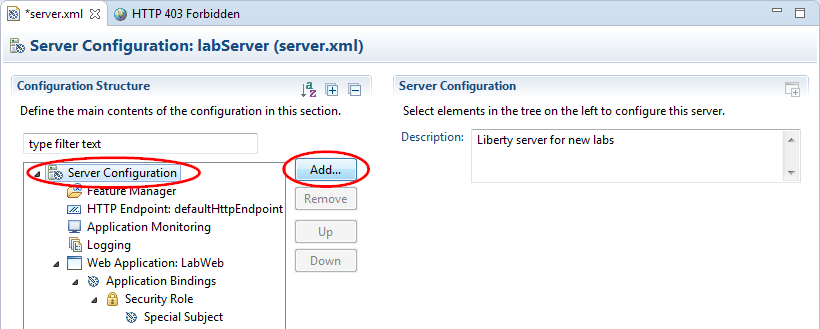 *server.xml HTTP 403 Forbidden
Server Configuration: labServer (server.xml)
Configuration Structure
Define the main contents of the configuration in this section.
type filter text
Server Configuration
Feature Manager
HTTP Endpoint: defaultHttpEndpoint
Application Monitoring
Logging
Web Application: LabWeb
Application Bindings
Security Role
Special Subject
Add...
Remove
Up
Down
Server Configuration
Select elements in the tree on the left to configure this server.
Description: Liberty server for new labs